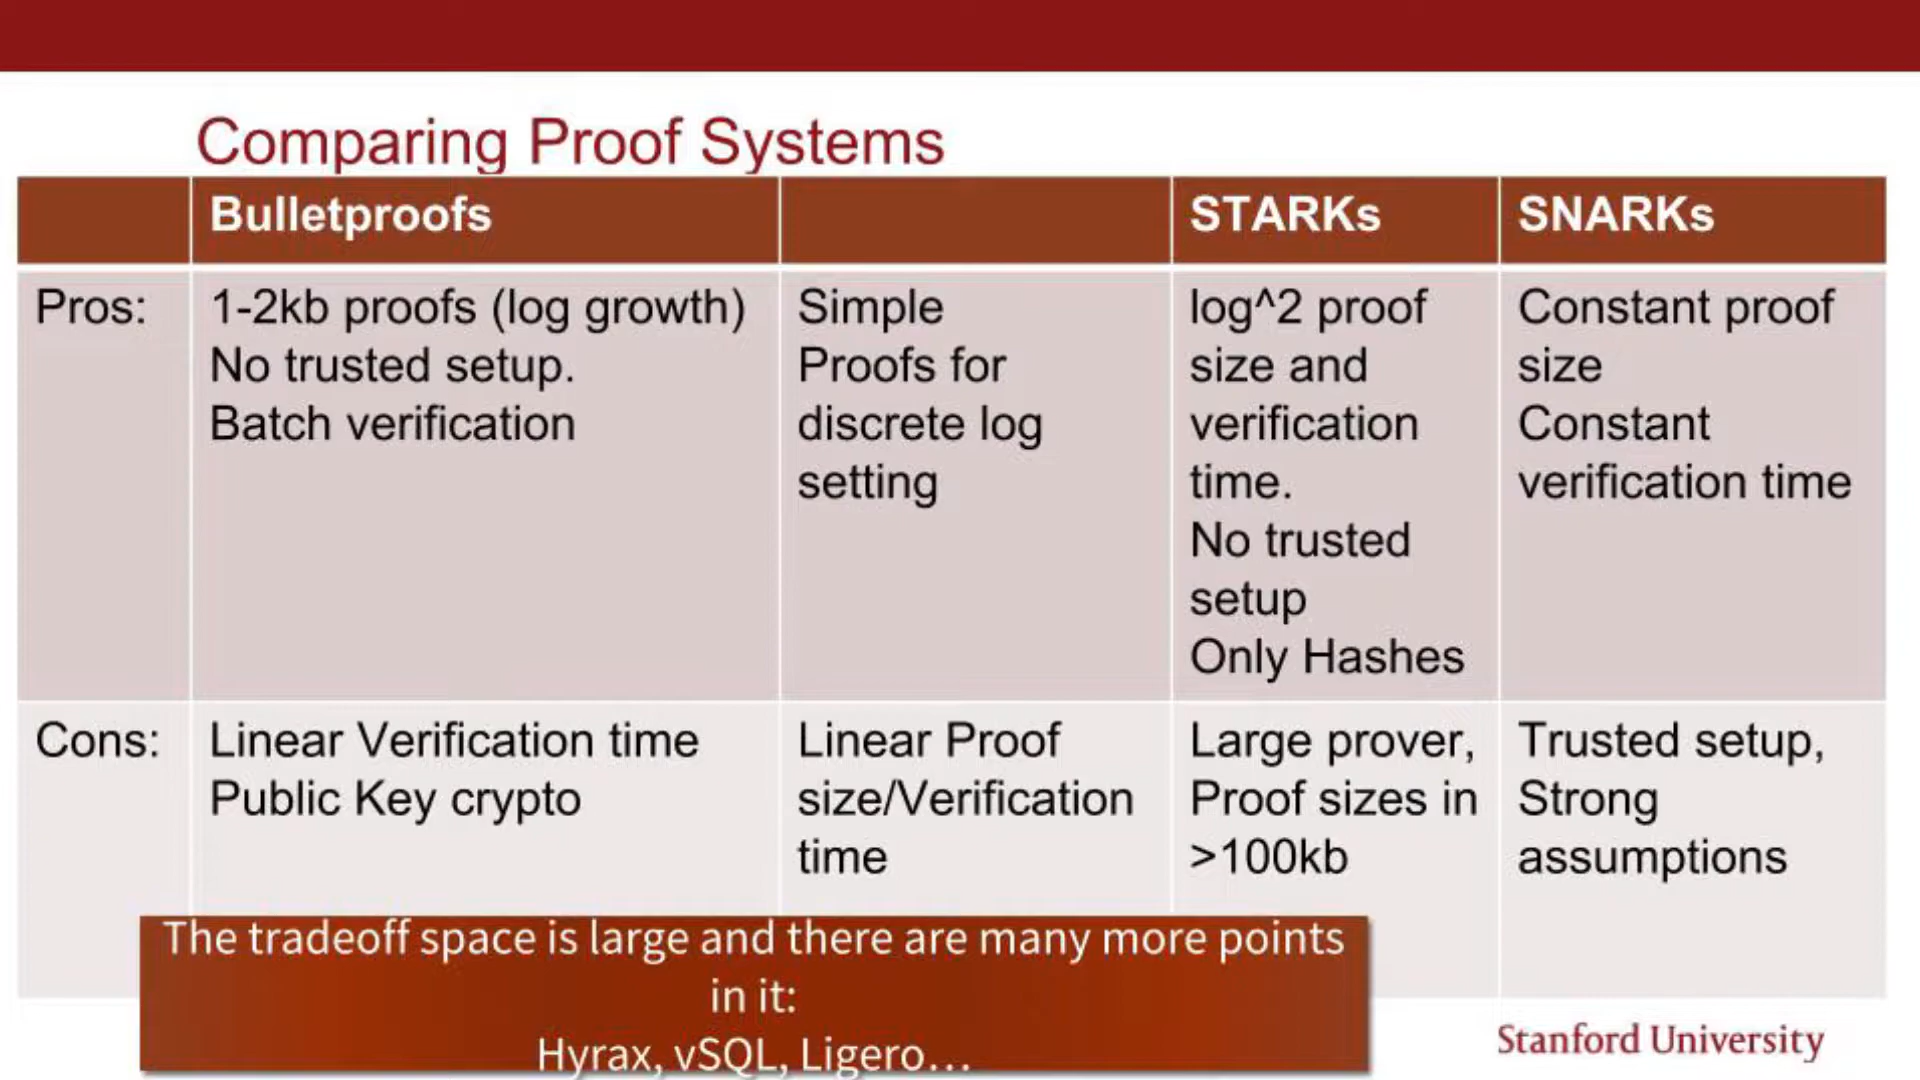 Comparing Proof Systems
Bulletproofs
STARKs
SNARKs
Pros:
1-2kb proofs (log growth)
No trusted setup.
Batch verification
Simple
Proofs for
discrete log
setting
log^2 proof
size and
verification
time.
No trusted
setup
Only Hashes
Constant proof
size
Constant
verification time
Cons:
Linear Verification time
Public Key crypto
Linear Proof
size/Verification
time
Large prover,
Proof sizes in
>100kb
Trusted setup,
Strong
assumptions
The tradeoff space is large and there are many more points
in it:
Hyrax, vSQL, Ligero…
Stanford University